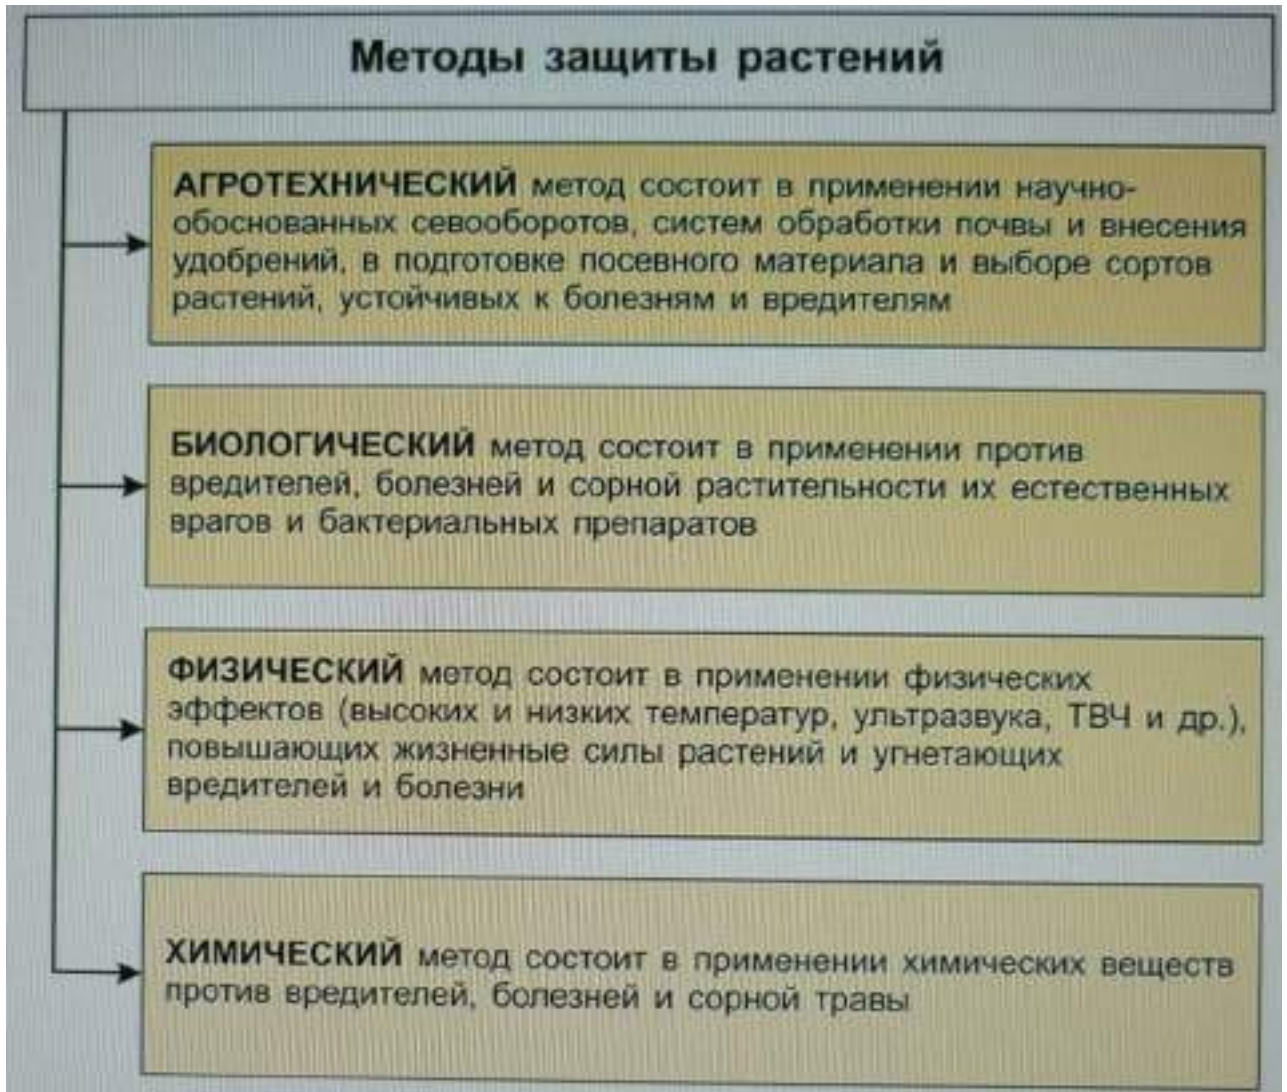 Методы защиты растений
АГРОТЕХНИЧЕСКИЙ метод состоит в применении научно-
обоснованных севооборотов, систем обработки почвы и внесения
удобрений, в подготовке посевного материала и выборе сортов
растений, устойчивых к болезням и вредителям
БИОЛОГИЧЕСКИЙ метод состоит в применении против
вредителей, болезней и сорной растительности их естественных
врагов и бактериальных препаратов
ФИЗИЧЕСКИЙ метод состоит в применении физических
эффектов (высоких и низких температур, ультразвука, ТВЧ и др.),
повышающих жизненные силы растений и угнетающих
вредителей и болезни
ХИМИЧЕСКИЙ метод состоит в применении химических веществ
против вредителей, болезней и сорной травы